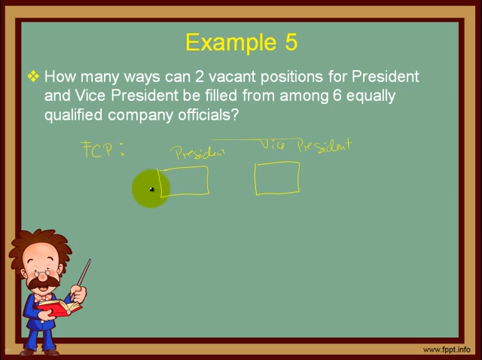 Example 5
How many ways can 2 vacant positions for President
and Vice President be filled from among 6 equally
qualified company officials?
FCP : President Vice President
www.fppt.info